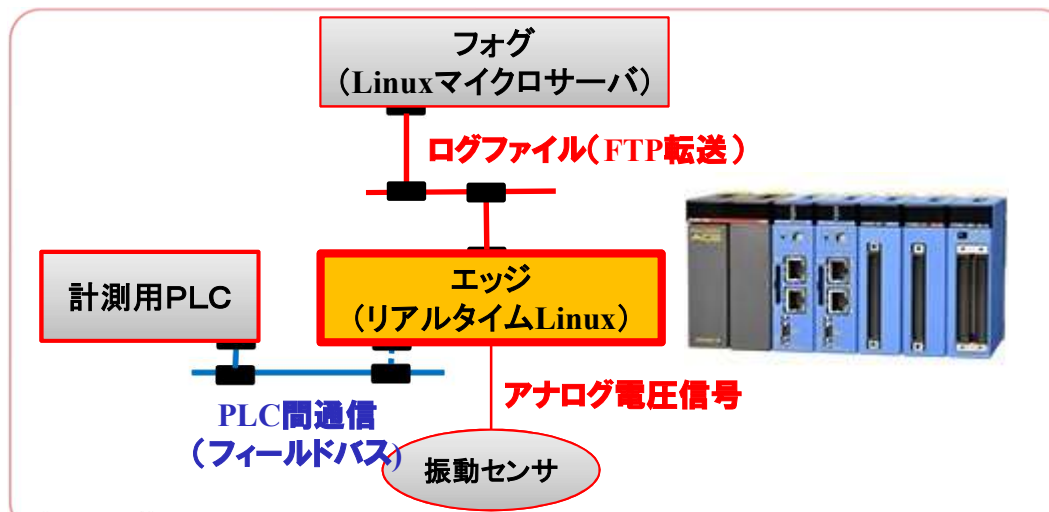 フォグ
（Linuxマイクロサーバ）
ログファイル（FTP転送）
エッジ
（リアルタイムLinux）
計測用PLC
アナログ電圧信号
PLC間通信
（フィールドバス）
振動センサ